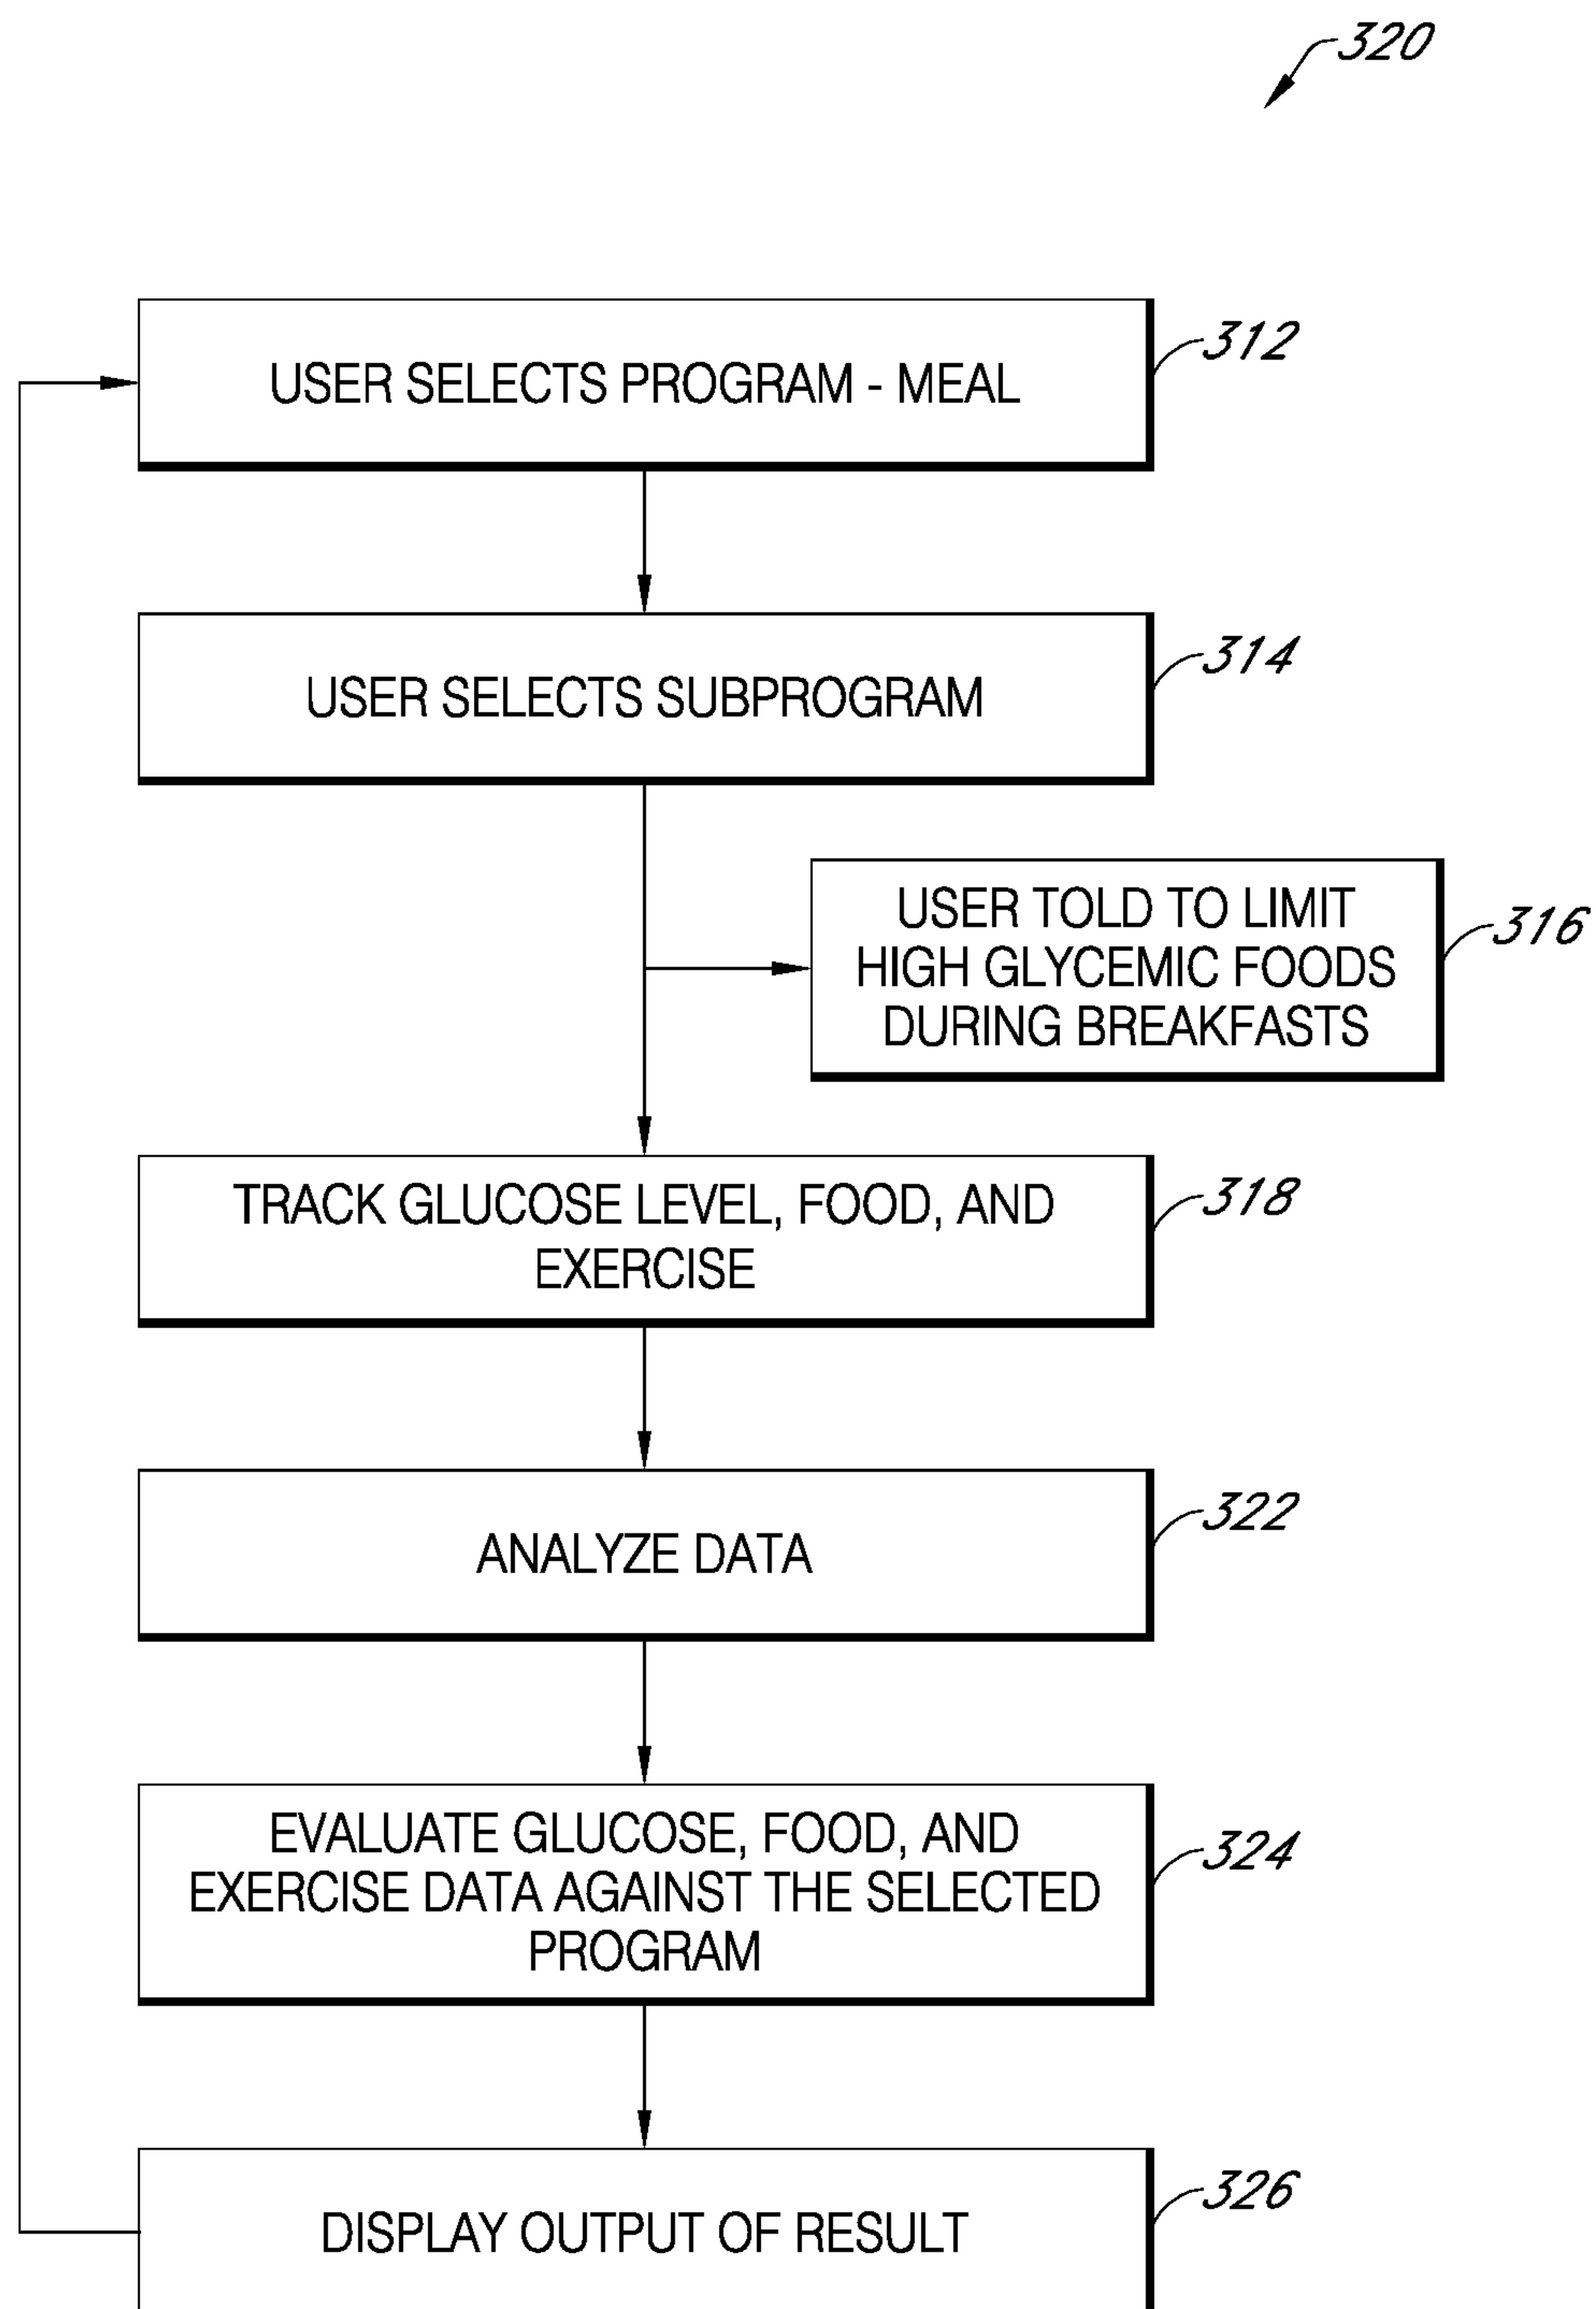 320
USER SELECTS PROGRAM - MEAL
312
USER SELECTS SUBPROGRAM
314
USER TOLD TO LIMIT
HIGH GLYCEMIC FOODS
DURING BREAKFASTS
316
TRACK GLUCOSE LEVEL, FOOD, AND
EXERCISE
318
ANALYZE DATA
322
EVALUATE GLUCOSE, FOOD, AND
EXERCISE DATA AGAINST THE SELECTED
PROGRAM
324
DISPLAY OUTPUT OF RESULT
326